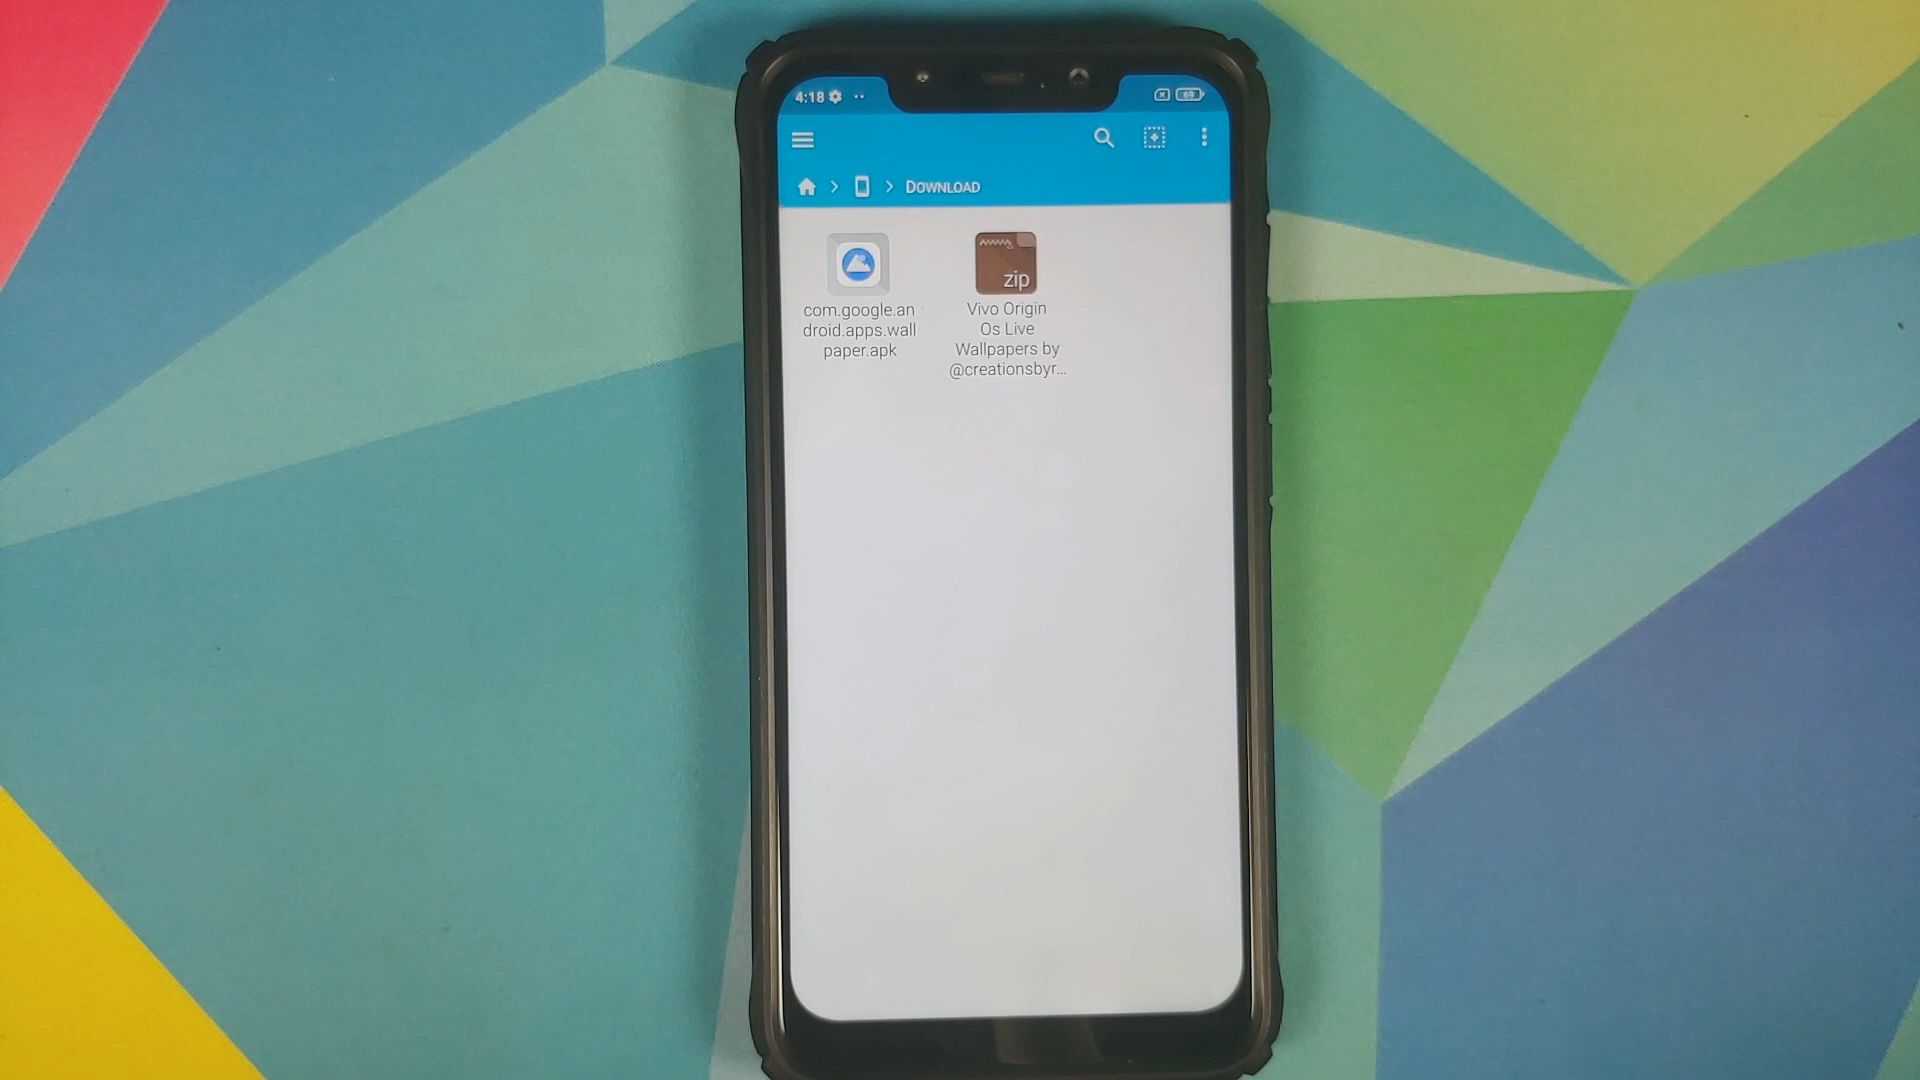 4:18
69
DOWNLOAD
com.google.an
droid.apps.wall
paper.apk
zip
Vivo Origin
Os Live
Wallpapers by
@creationsbyr...